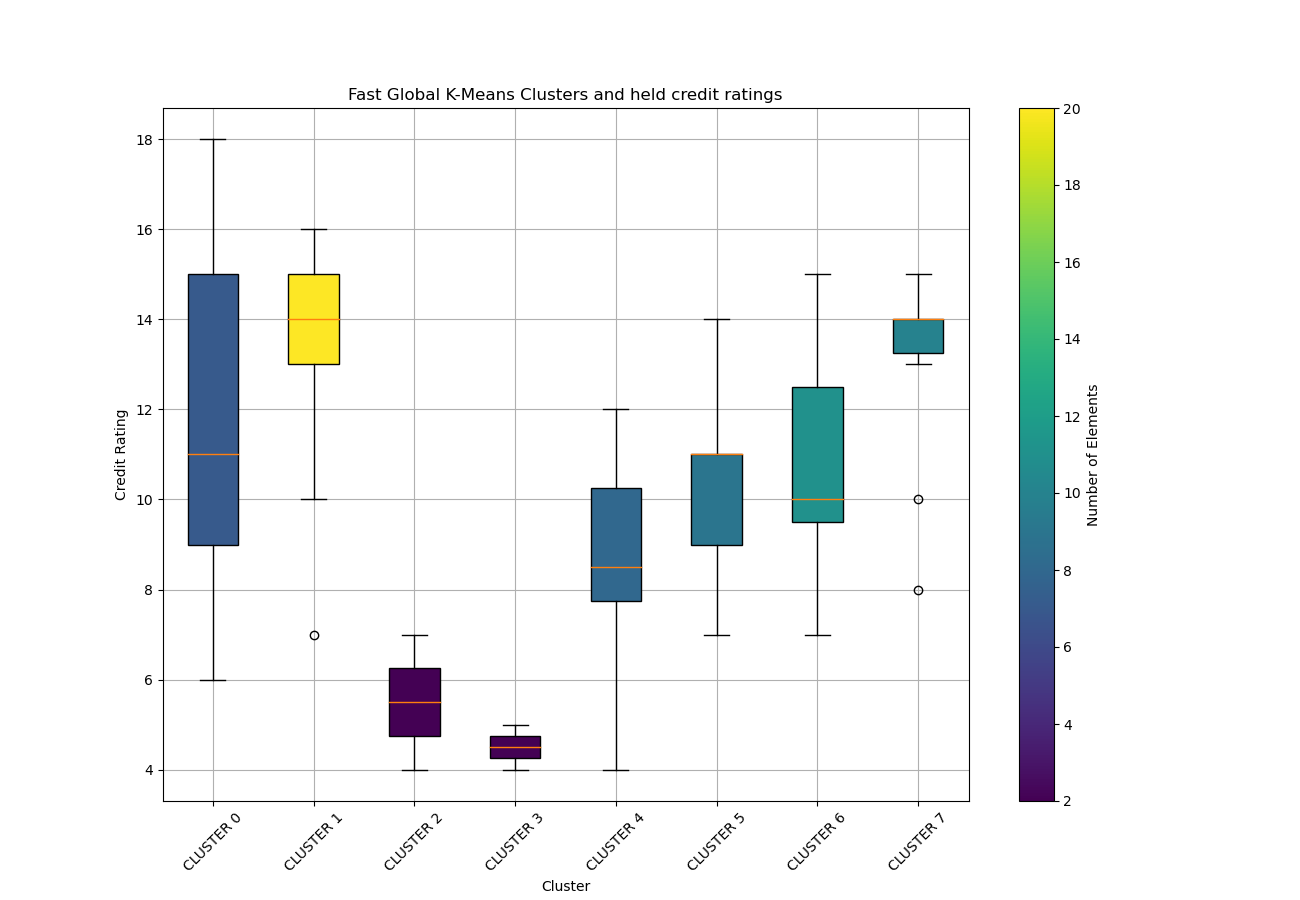 Fast Global K-Means Clusters and held credit ratings
Credit Rating
18
16
14
12
10
8
6
4
CLUSTER 0
CLUSTER 1
CLUSTER 2
CLUSTER 3
CLUSTER 4
CLUSTER 5
CLUSTER 6
CLUSTER 7
Cluster
20
18
16
14
12
10
8
6
4
2
Number of Elements